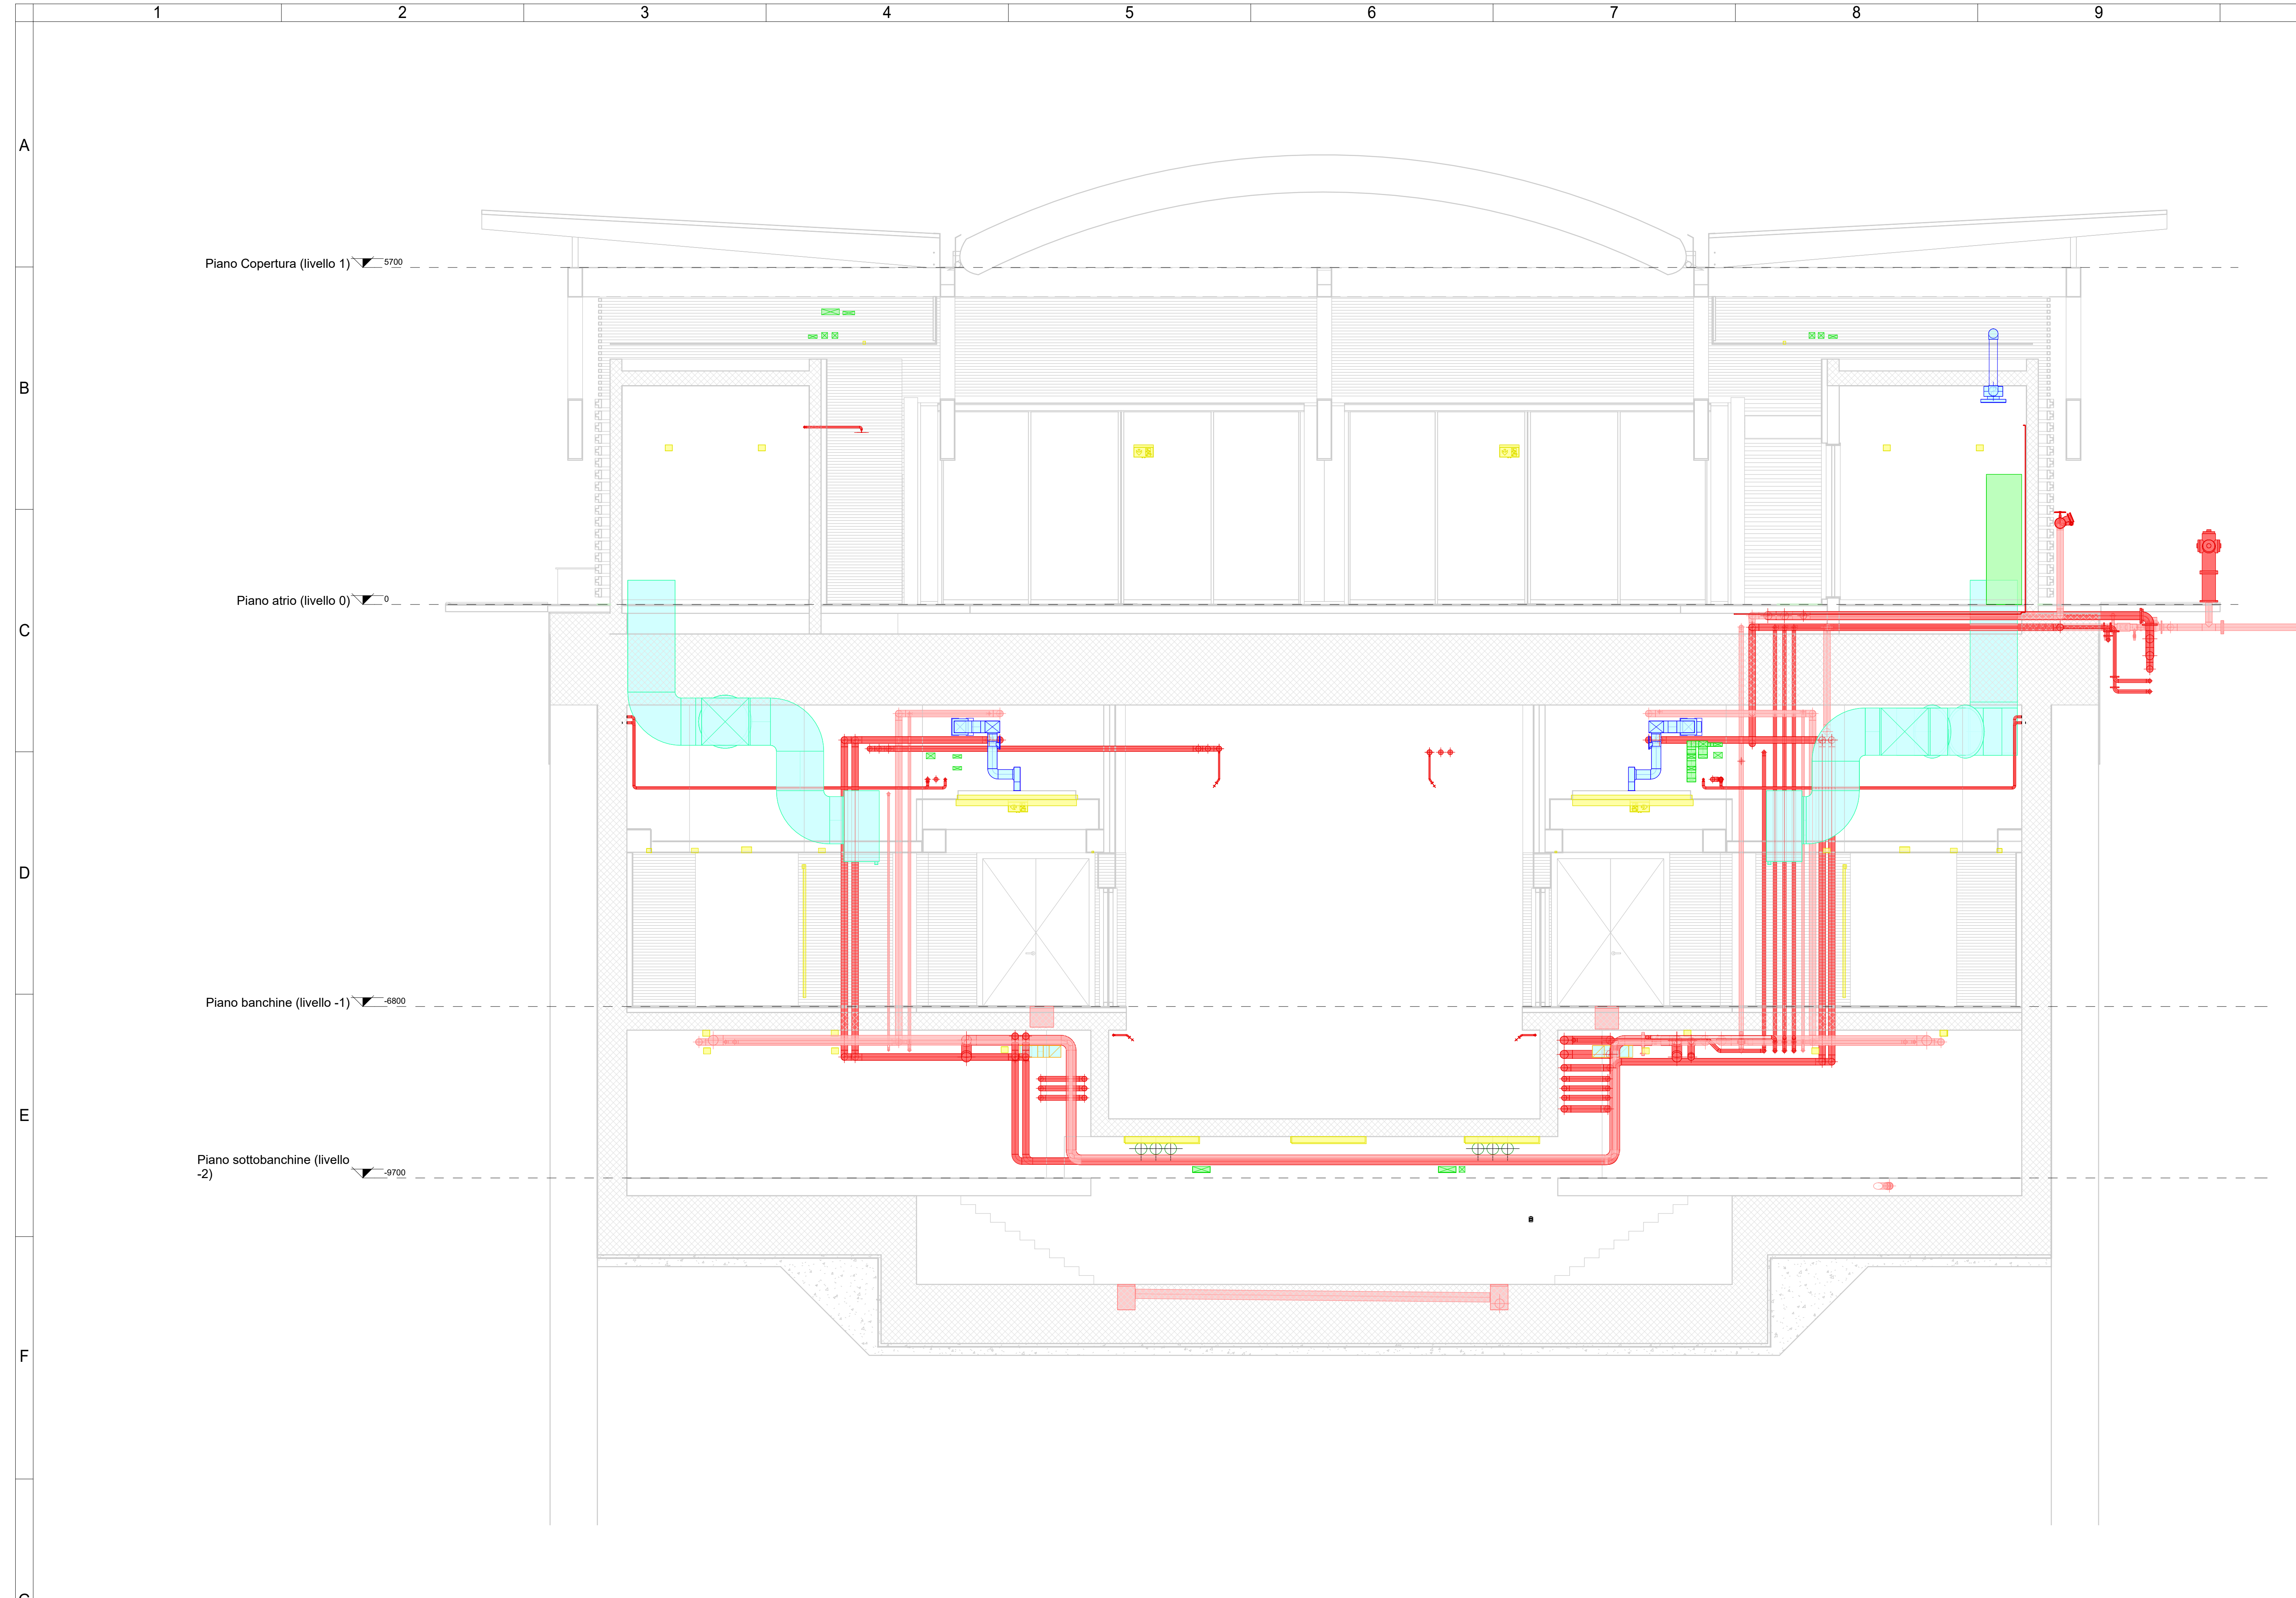 1 2 3 4 5 6 7 8 9
A
Piano Copertura (livello 1) 5700
B
Piano atrio (livello 0) 0
C
D
Piano banchine (livello -1) -6800
E
Piano sottobanchine (livello
-2) -9700
F